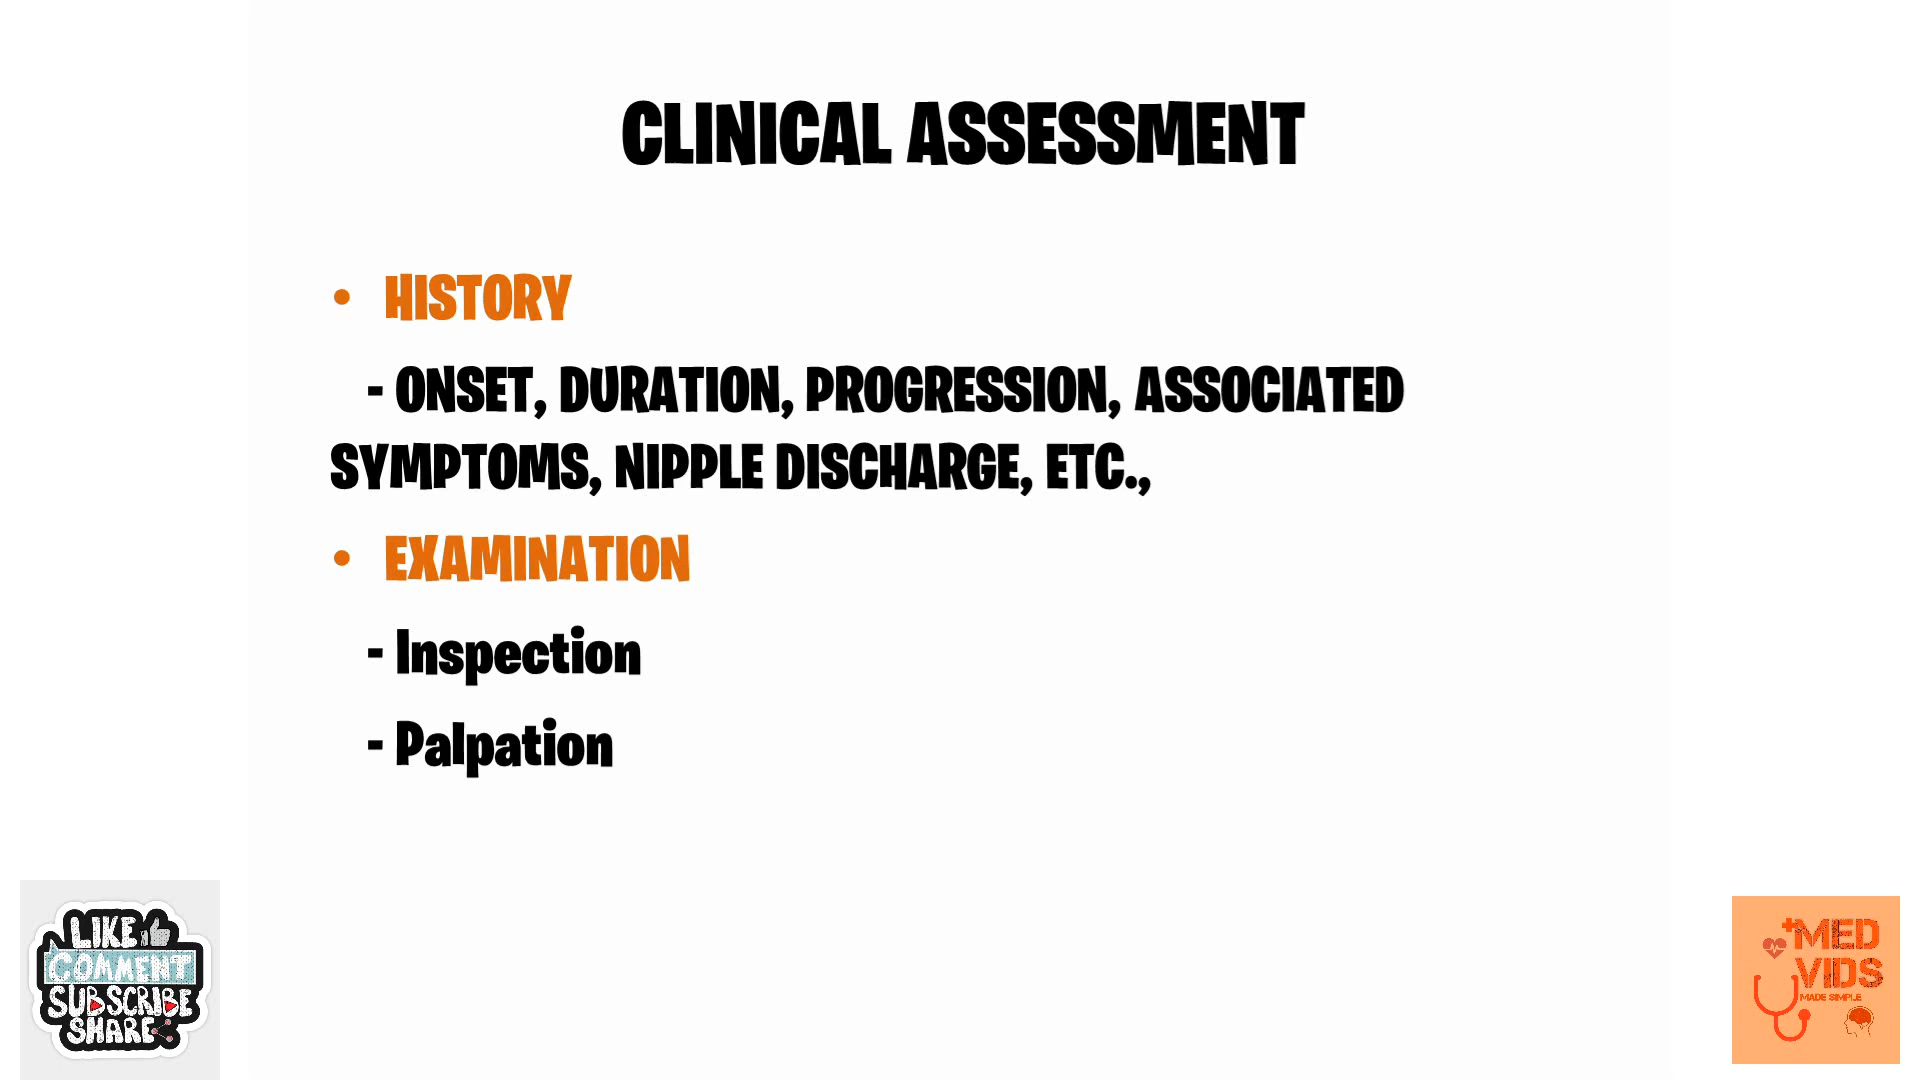 CLINICAL ASSESSMENT
• HISTORY
- ONSET, DURATION, PROGRESSION, ASSOCIATED
SYMPTOMS, NIPPLE DISCHARGE, ETC.,
• EXAMINATION
- Inspection
- Palpation
LIKE
COMMENT
SUBSCRIBE
SHARE
MED
VIDS
MADE SIMPLE